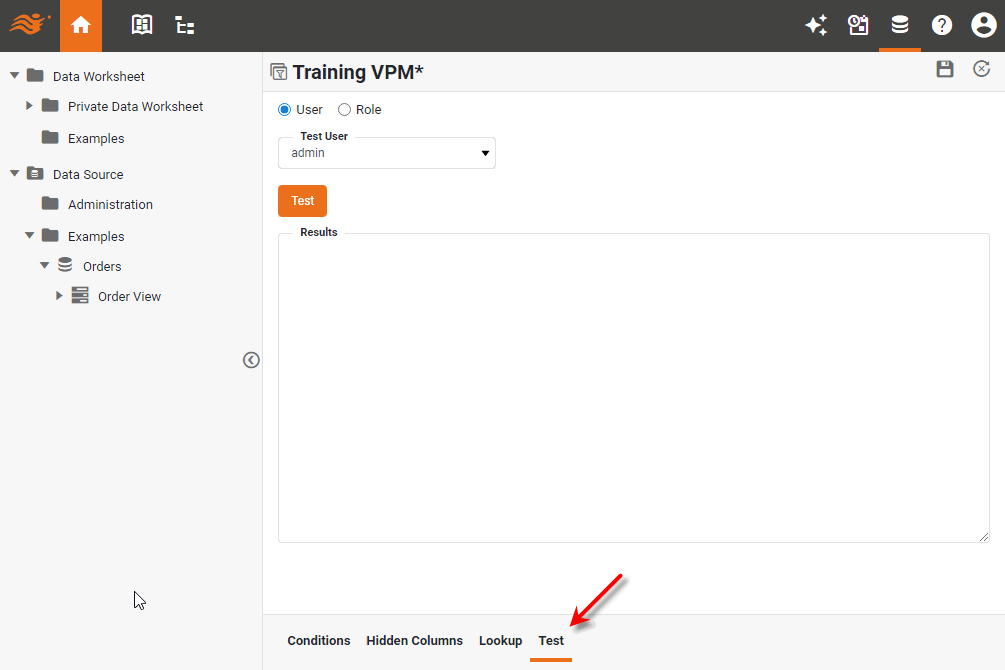 Training VPM*
Data Worksheet
Private Data Worksheet
Examples
Data Source
Administration
Examples
Orders
Order View
User Role
Test User
admin
Test
Results
Conditions Hidden Columns Lookup Test